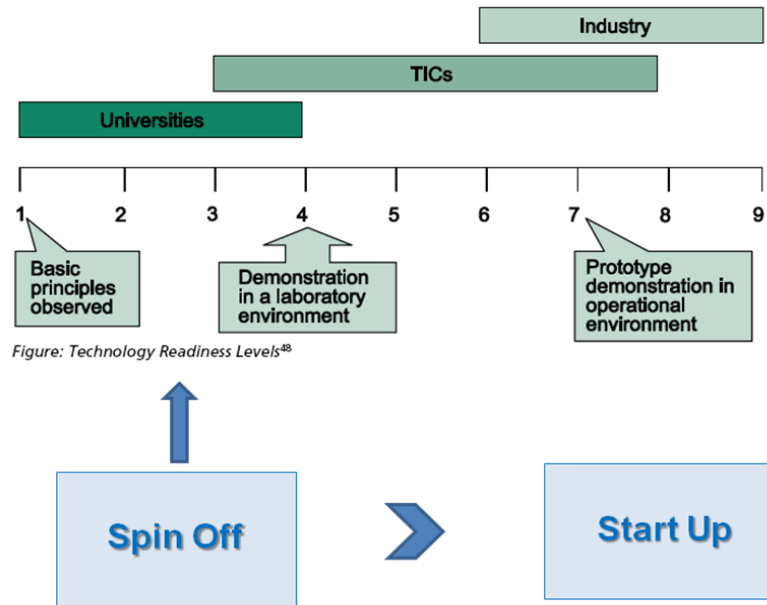 Industry
TICs
Universities
1 2 3 4 5 6 7 8 9
Basic
principles
observed
Demonstration
in a laboratory
environment
Prototype
demonstration in
operational
environment
Figure: Technology Readiness Levels⁴⁸
Spin Off
Start Up